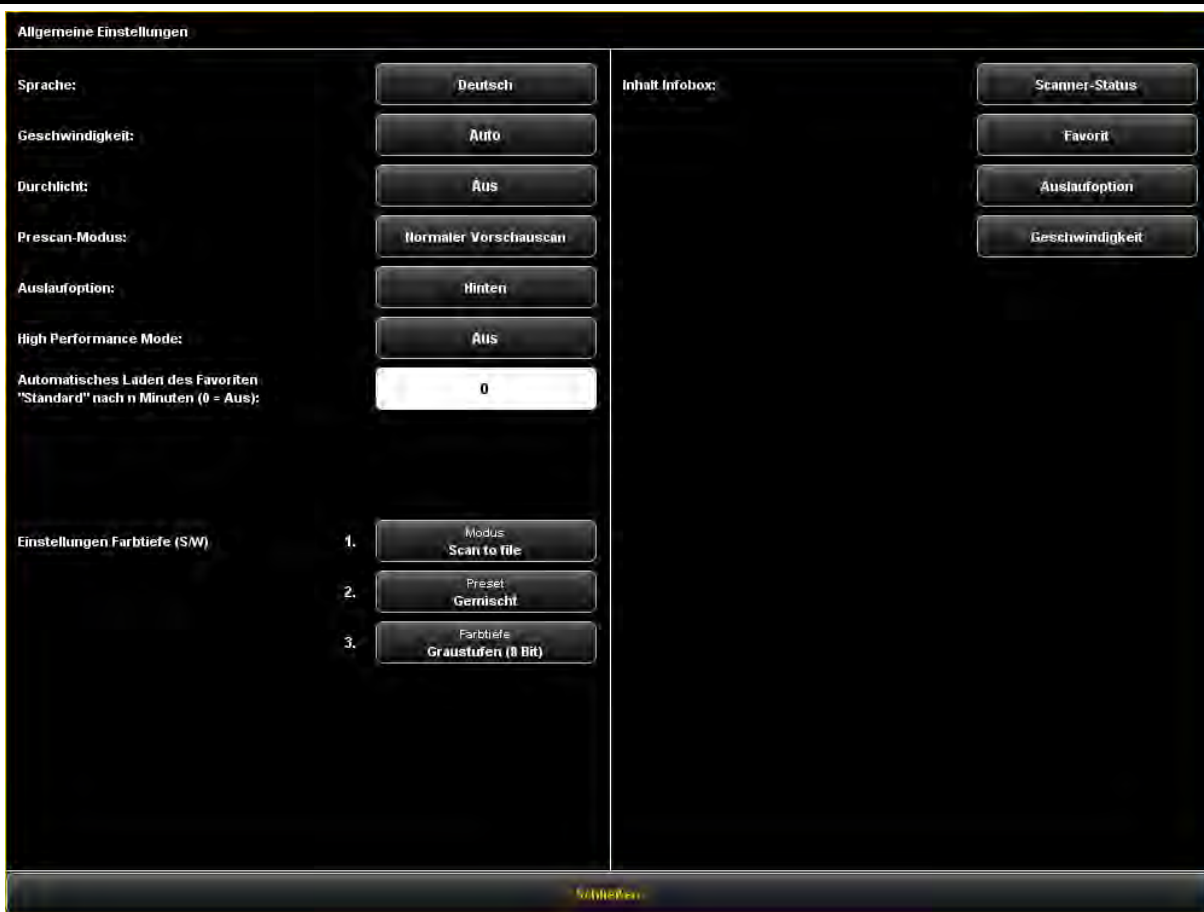 Allgemeine Einstellungen
Sprache:
Deutsch
Geschwindigkeit:
Auto
Durchlicht:
Aus
Prescan-Modus:
Normaler Vorschauscan
Auslaufoption:
Hinten
High Performance Mode:
Aus
Automatisches Laden des Favoriten
"Standard" nach n Minuten (0 = Aus):
0
Einstellungen Farbtiefe (S/W)
1.
Modus
Scan to file
2.
Preset
Gemischt
3.
Farbtiefe
Graustufen (8 Bit)
Inhalt Infobox:
Scanner-Status
Favorit
Auslaufoption
Geschwindigkeit
Schließen